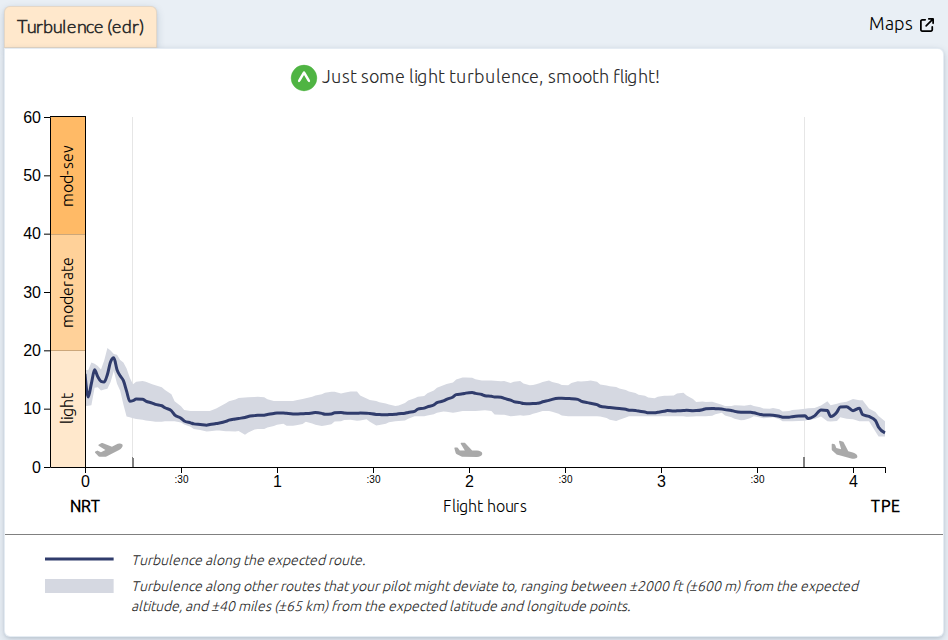 Turbulence (edr)
Maps
Just some light turbulence, smooth flight!
60
50
40
30
20
10
0
mod-sev
moderate
light
0 :30 1 :30 2 :30 3 :30 4
NRT Flight hours TPE
Turbulence along the expected route.
Turbulence along other routes that your pilot might deviate to, ranging between ±2000 ft (±600 m) from the expected
altitude, and ±40 miles (±65 km) from the expected latitude and longitude points.